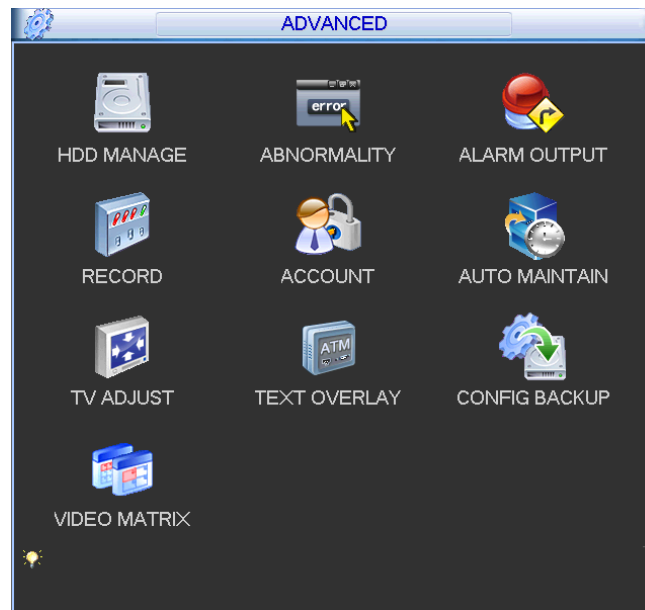 ADVANCED
error
HDD MANAGE ABNORMALITY ALARM OUTPUT
RECORD ACCOUNT AUTO MAINTAIN
ATM
TV ADJUST TEXT OVERLAY CONFIG BACKUP
VIDEO MATRIX